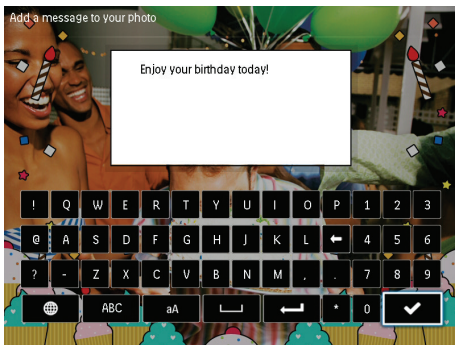 Add a message to your photo
Enjoy your birthday today!
! Q W E R T Y U I O P 1 2 3
@ A S D F G H J K L 4 5 6
? - Z X C V B N M , . 7 8 9
ABC aA * 0